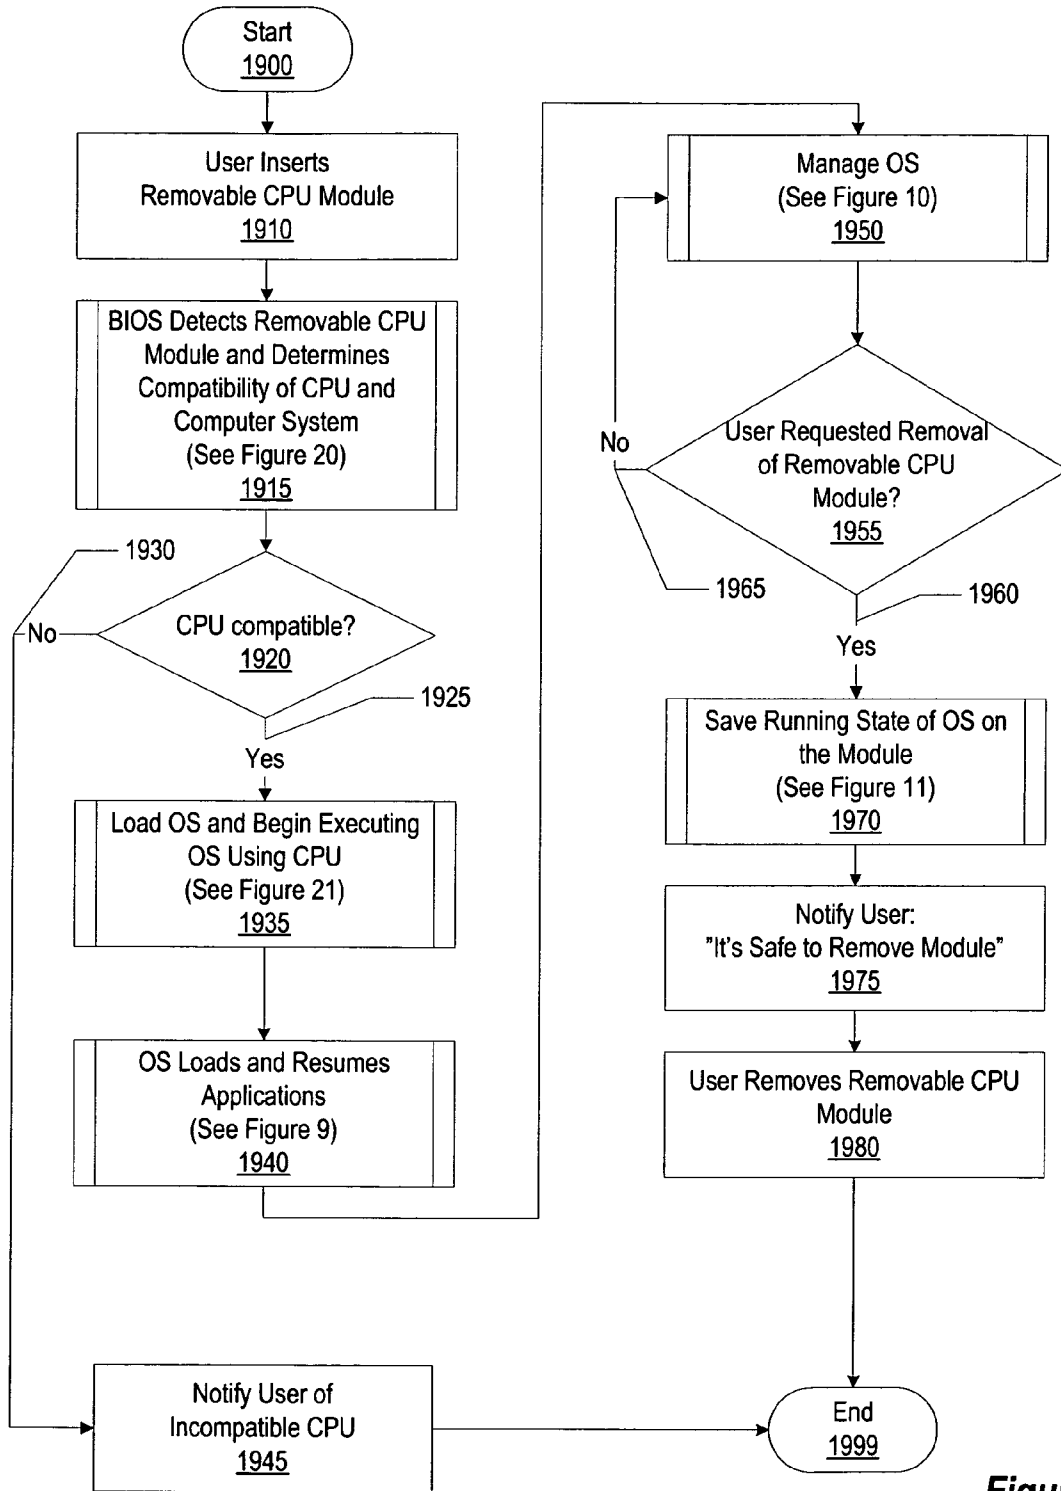 Start
1900
User Inserts
Removable CPU Module
1910
BIOS Detects Removable CPU
Module and Determines
Compatibility of CPU and
Computer System
(See Figure 20)
1915
1930
No
CPU compatible?
1920
1925
Yes
Load OS and Begin Executing
OS Using CPU
(See Figure 21)
1935
OS Loads and Resumes
Applications
(See Figure 9)
1940
Notify User of
Incompatible CPU
1945
Manage OS
(See Figure 10)
1950
No
User Requested Removal
of Removable CPU
Module?
1955
1965
1960
Yes
Save Running State of OS on
the Module
(See Figure 11)
1970
Notify User:
"It's Safe to Remove Module"
1975
User Removes Removable CPU
Module
1980
End
1999